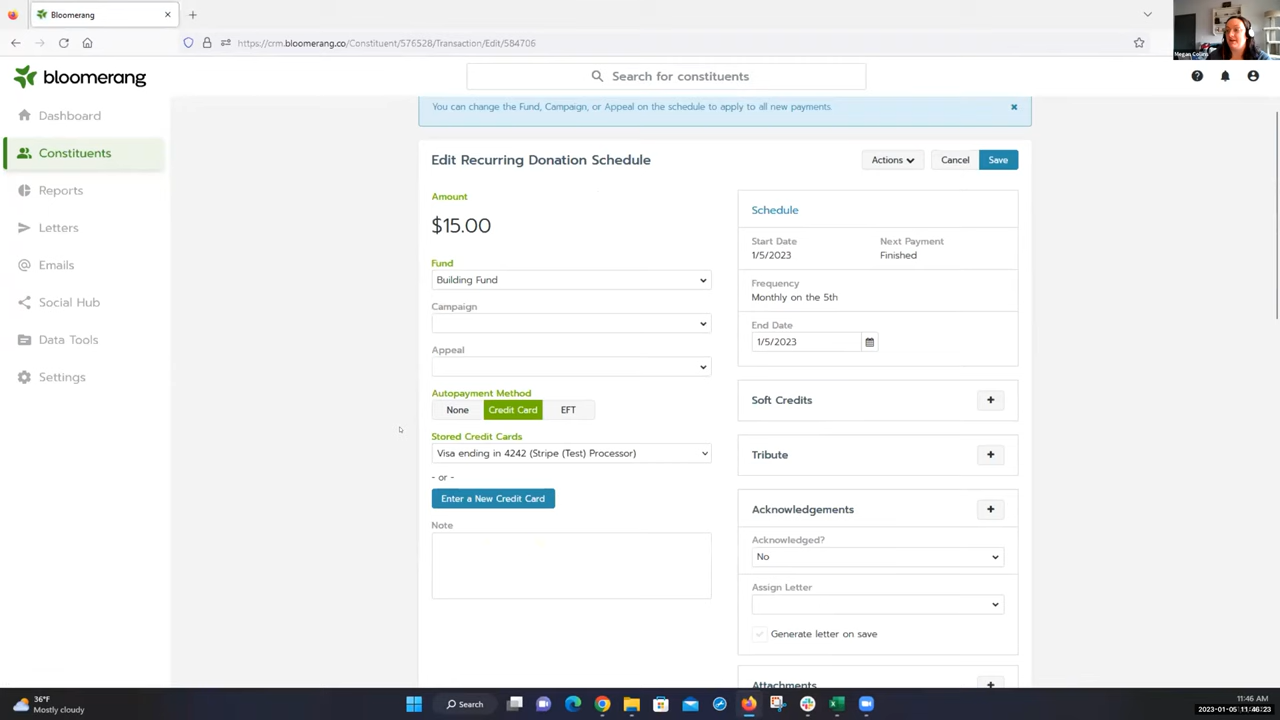 Bloomerang
https://crm.bloomerang.co/Constituent/576528/Transaction/Edit/584706
Megan Collins
bloomerang
Search for constituents
Dashboard
Constituents
Reports
Letters
Emails
Social Hub
Data Tools
Settings
You can change the Fund, Campaign, or Appeal on the schedule to apply to all new payments.
Edit Recurring Donation Schedule
Actions
Cancel
Save
Amount
$15.00
Fund
Building Fund
Campaign
Appeal
Autopayment Method
None
Credit Card
EFT
Stored Credit Cards
Visa ending in 4242 (Stripe (Test) Processor)
- or -
Enter a New Credit Card
Note
Schedule
Start Date
Next Payment
1/5/2023
Finished
Frequency
Monthly on the 5th
End Date
1/5/2023
Soft Credits
Tribute
Acknowledgements
Acknowledged?
No
Assign Letter
Generate letter on save
Attachments
36°F
Mostly cloudy
Search
11:46 AM
2023-01-05 11:46:23